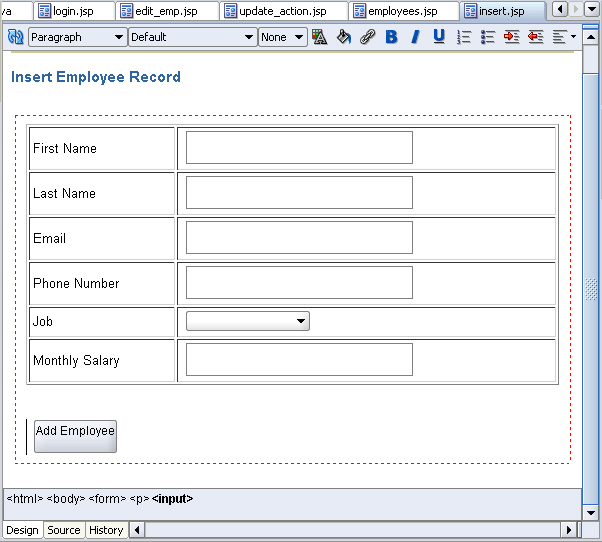 va login.jsp edit_emp.jsp update_action.jsp employees.jsp insert.jsp
Paragraph Default None A B I U
Insert Employee Record
First Name
Last Name
Email
Phone Number
Job
Monthly Salary
Add Employee
<html> <body> <form> <p> <input>
Design Source History